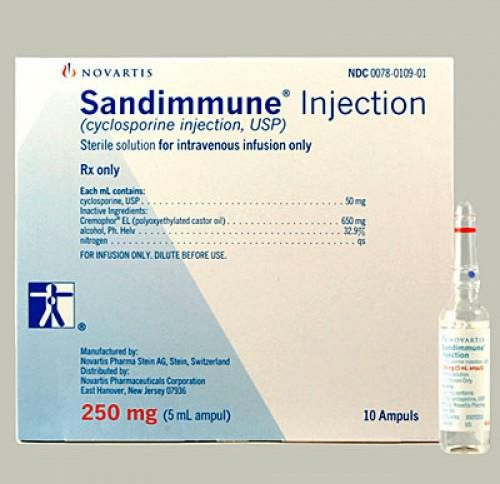 NOVARTIS
NDC 0078-0109-01
Sandimmune® Injection
(cyclosporine injection, USP)
Sterile solution for intravenous infusion only
Rx only
Each mL contains:
cyclosporine, USP 50 mg
Inactive Ingredients:
Cremophor® EL (polyoxyethylated castor oil) 650 mg
alcohol, Ph. Helv 32.9%
nitrogen qs
FOR INFUSION ONLY. DILUTE BEFORE USE.
®
Manufactured by:
Novartis Pharma Stein AG, Stein, Switzerland
Distributed by:
Novartis Pharmaceuticals Corporation
East Hanover, New Jersey 07936
250 mg (5 mL ampul)
10 Ampuls
NOVARTIS
Sandimmune®
Injection